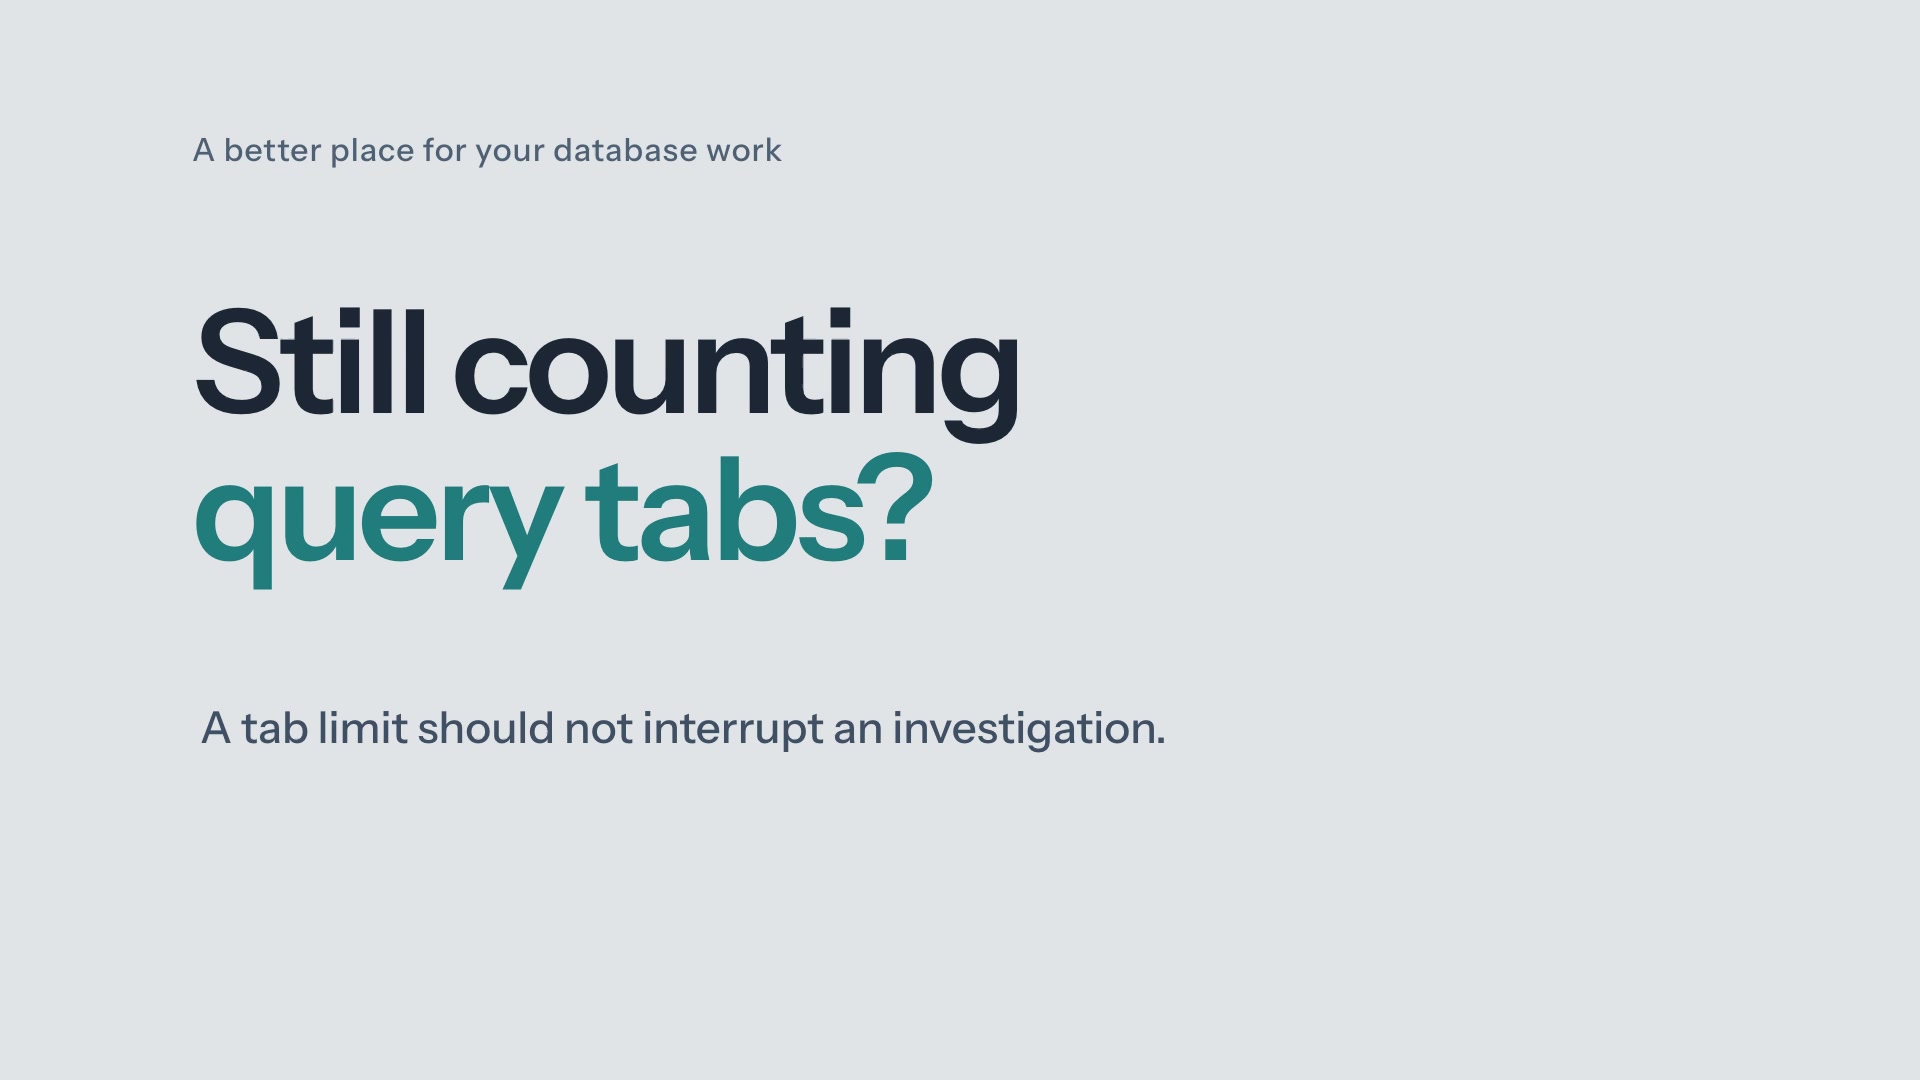 A better place for your database work
Still counting
query tabs?
A tab limit should not interrupt an investigation.